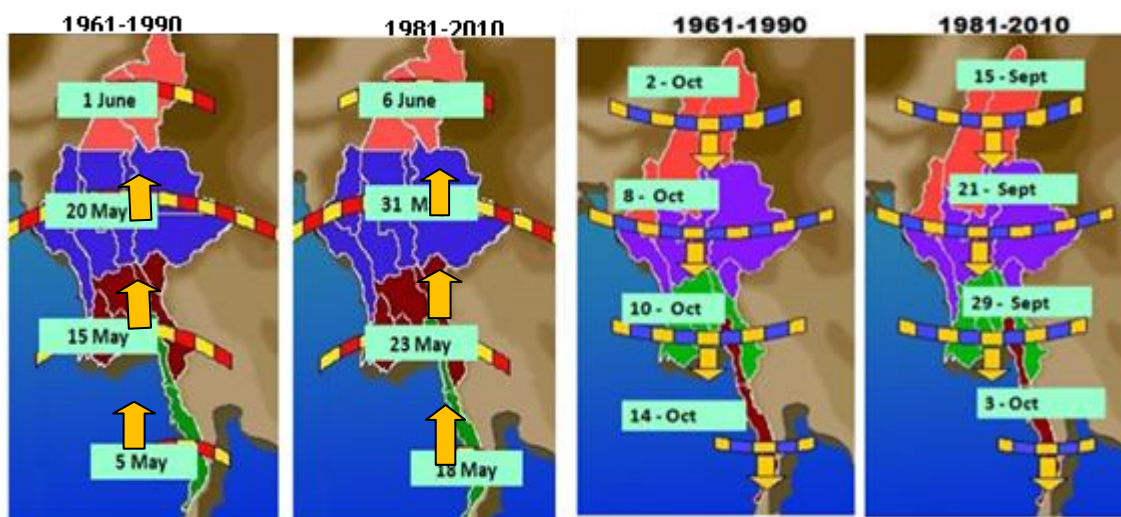 1961-1990
1 June
20 May
15 May
5 May
1981-2010
6 June
31 M
23 May
18 May
1961-1990
2 - Oct
8 - Oct
10 - Oct
14 - Oct
1981-2010
15 - Sept
21 - Sept
29 - Sept
3 - Oct